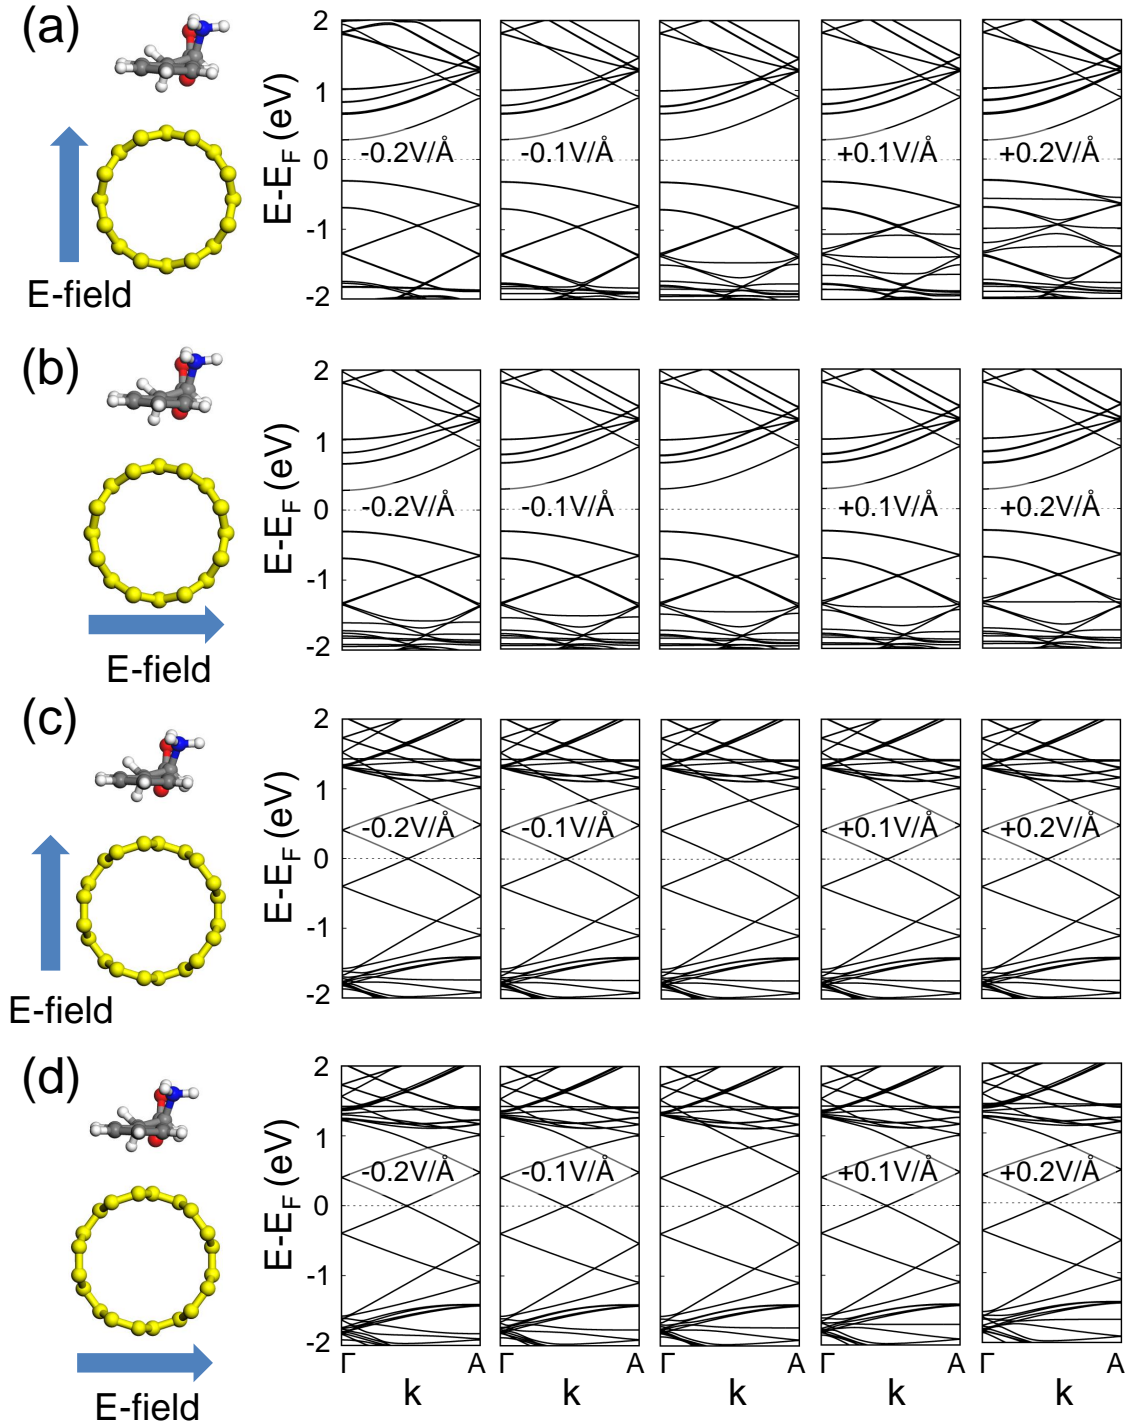 (a)
E-field
E-E_F (eV)
2
1
0
-1
-2
-0.2V/Å
-0.1V/Å
+0.1V/Å
+0.2V/Å
(b)
E-field
E-E_F (eV)
2
1
0
-1
-2
-0.2V/Å
-0.1V/Å
+0.1V/Å
+0.2V/Å
(c)
E-field
E-E_F (eV)
2
1
0
-1
-2
-0.2V/Å
-0.1V/Å
+0.1V/Å
+0.2V/Å
(d)
E-field
E-E_F (eV)
2
1
0
-1
-2
-0.2V/Å
-0.1V/Å
+0.1V/Å
+0.2V/Å
Γ A Γ A Γ A Γ A Γ A
k k k k k